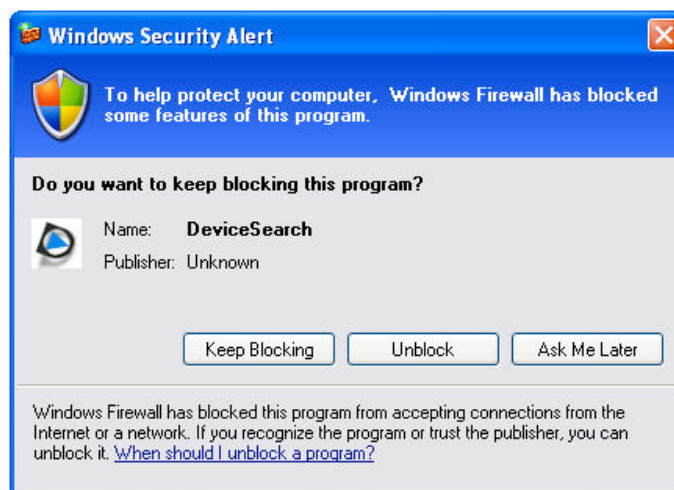 Windows Security Alert
To help protect your computer, Windows Firewall has blocked
some features of this program.
Do you want to keep blocking this program?
Name: DeviceSearch
Publisher: Unknown
Keep Blocking Unblock Ask Me Later
Windows Firewall has blocked this program from accepting connections from the
Internet or a network. If you recognize the program or trust the publisher, you can
unblock it. When should I unblock a program?